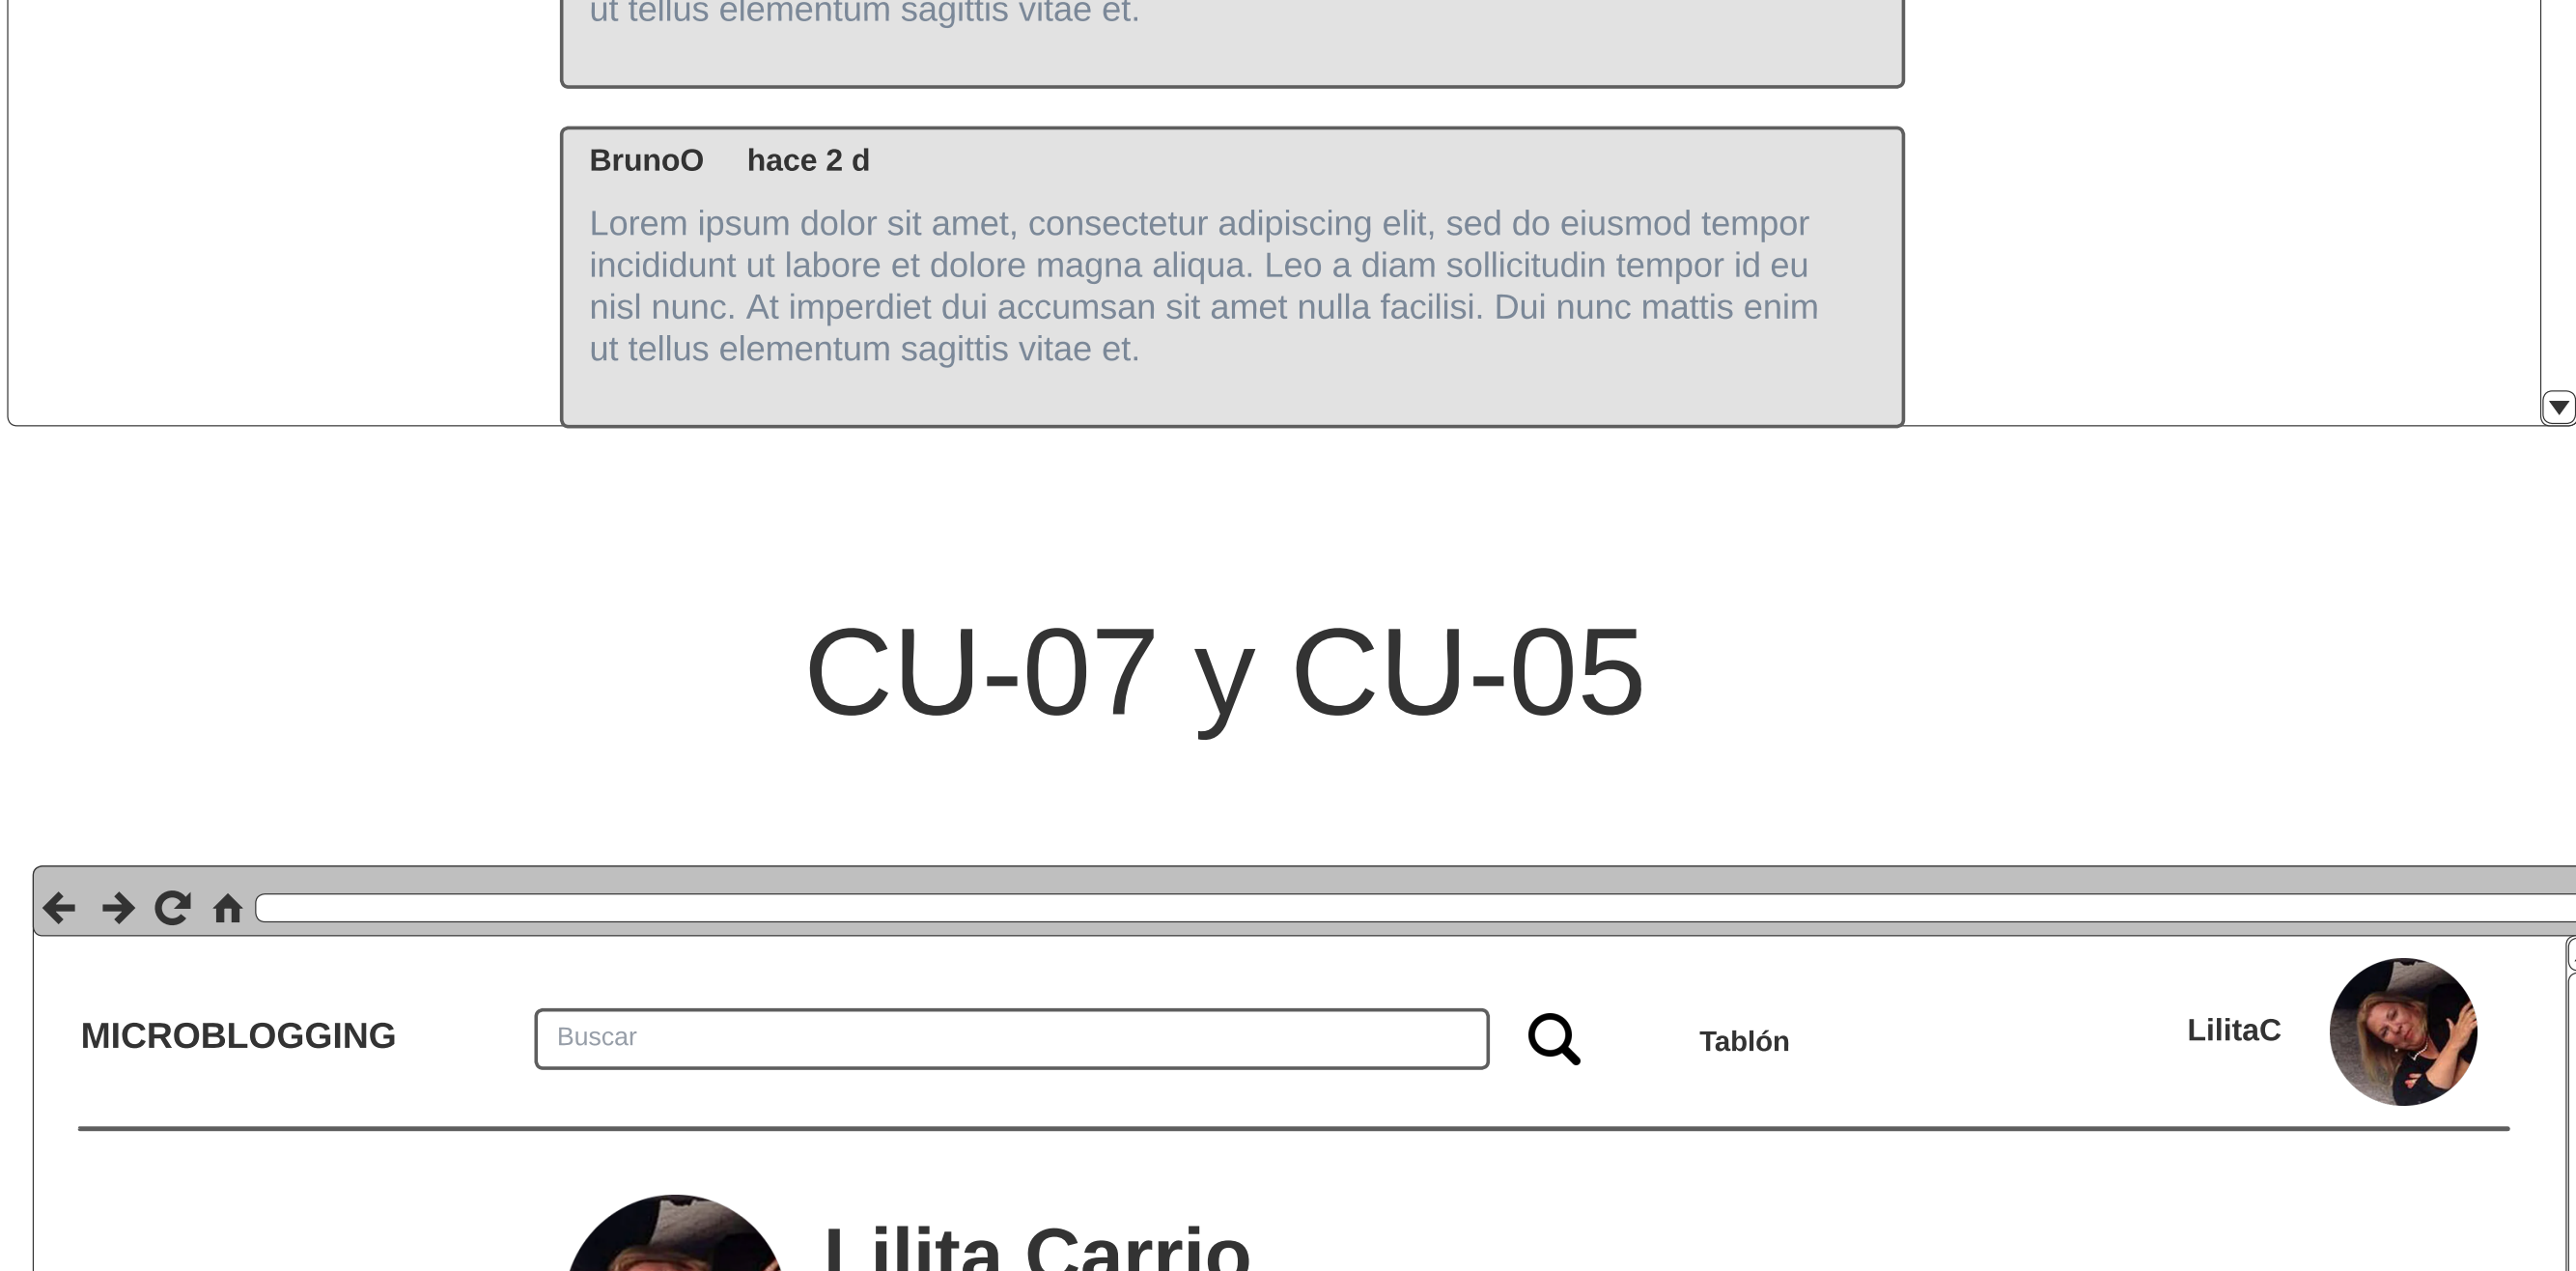 ut tellus elementum sagittis vitae et.
BrunoO hace 2 d
Lorem ipsum dolor sit amet, consectetur adipiscing elit, sed do eiusmod tempor
incididunt ut labore et dolore magna aliqua. Leo a diam sollicitudin tempor id eu
nisl nunc. At imperdiet dui accumsan sit amet nulla facilisi. Dui nunc mattis enim
ut tellus elementum sagittis vitae et.
CU-07 y CU-05
MICROBLOGGING
Buscar
Tablón
LilitaC
Lilita Carrio